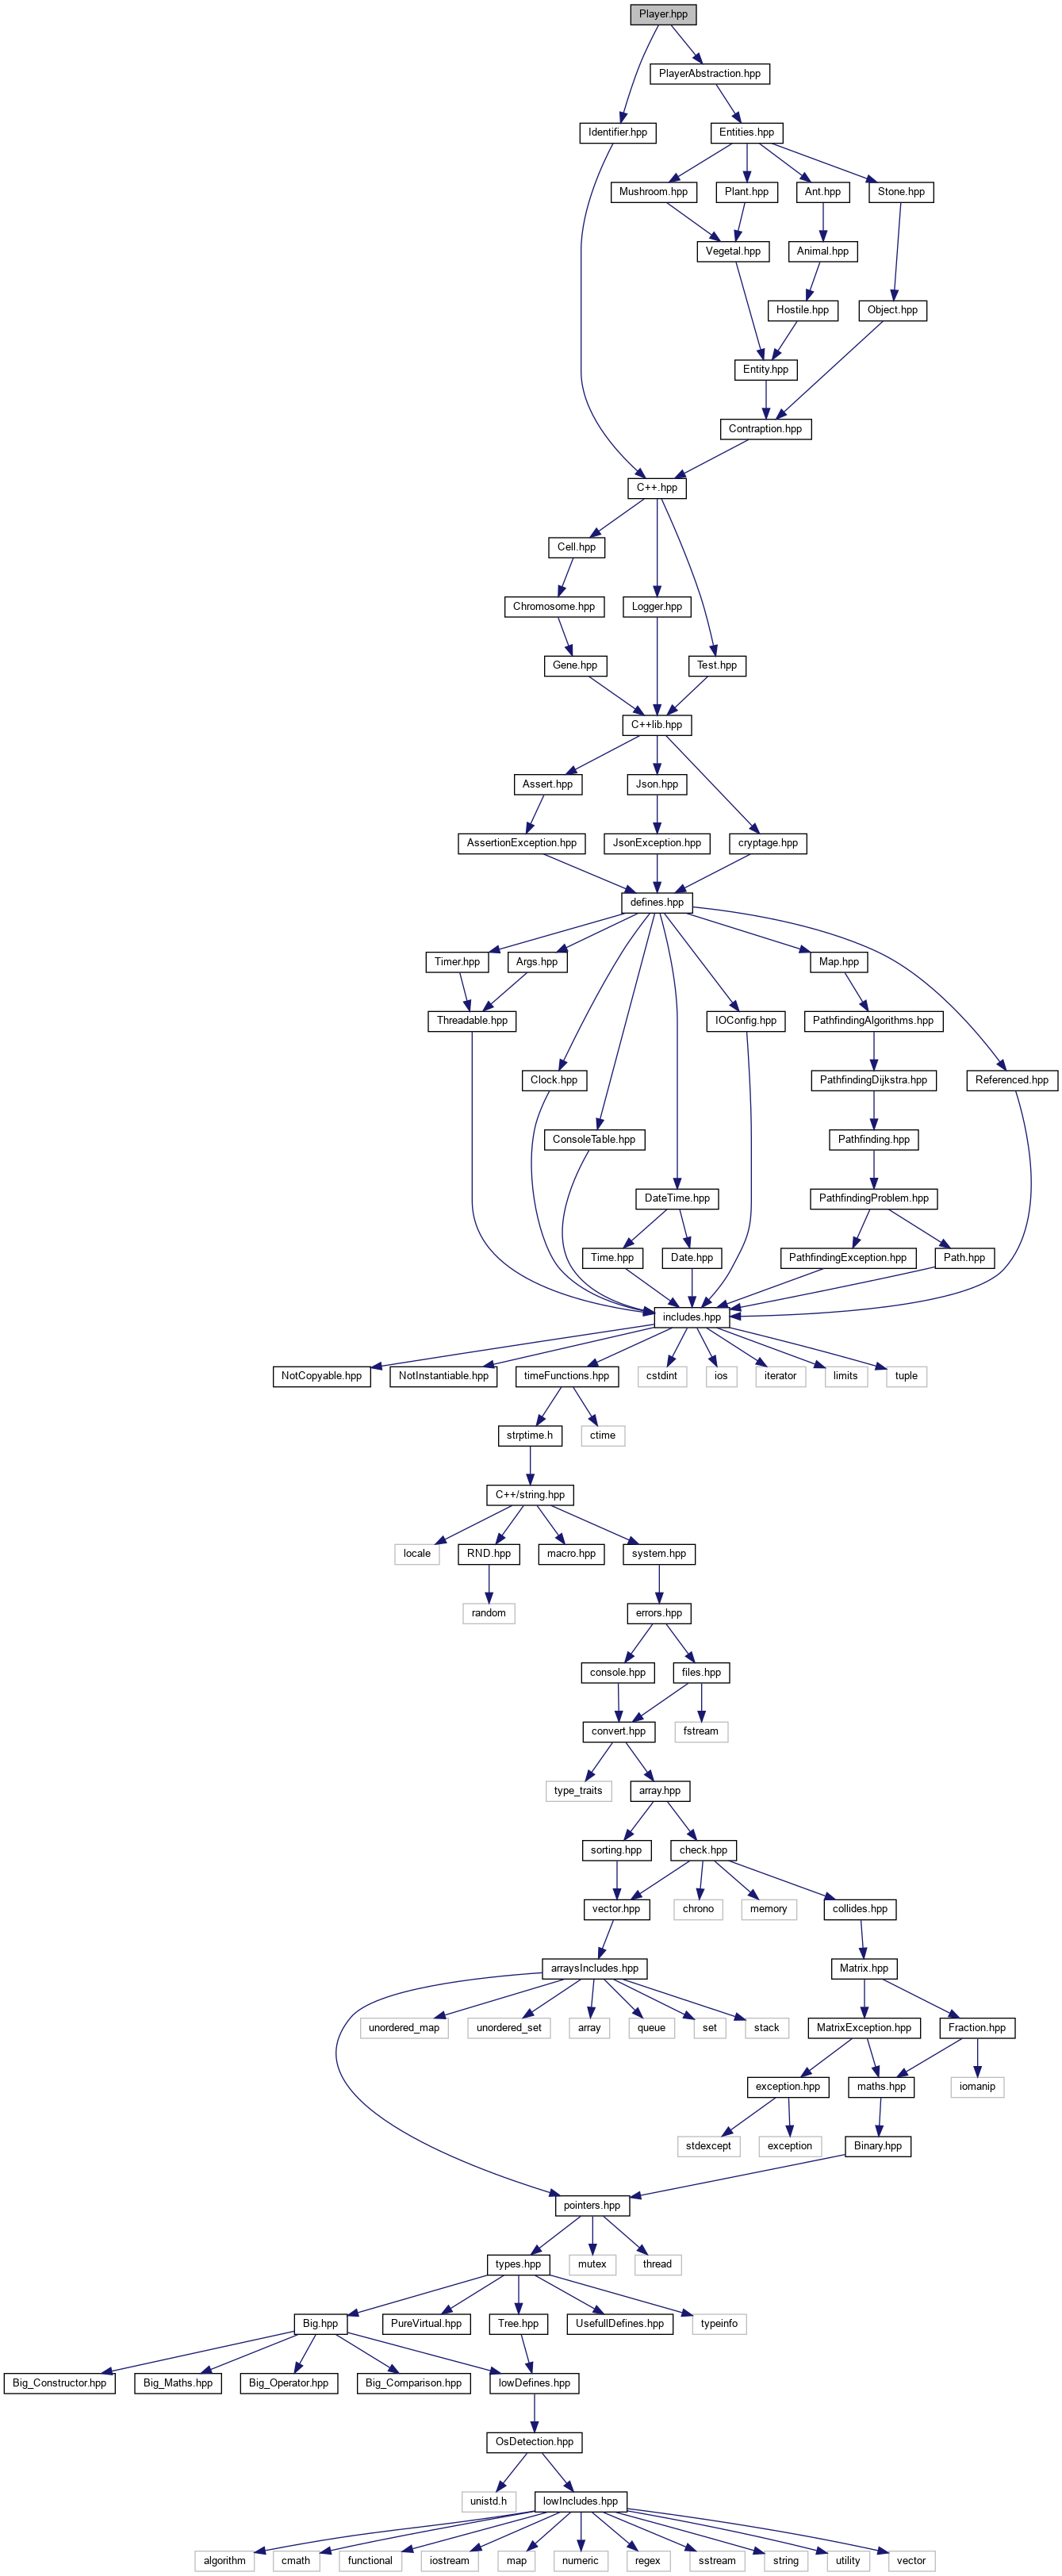 Player.hpp
PlayerAbstraction.hpp
Identifier.hpp
Entities.hpp
Mushroom.hpp
Plant.hpp
Ant.hpp
Stone.hpp
Vegetal.hpp
Animal.hpp
Hostile.hpp
Object.hpp
Entity.hpp
Contraption.hpp
C++.hpp
Cell.hpp
Chromosome.hpp
Logger.hpp
Gene.hpp
Test.hpp
C++lib.hpp
Assert.hpp
Json.hpp
AssertionException.hpp
JsonException.hpp
cryptage.hpp
defines.hpp
Timer.hpp
Args.hpp
Map.hpp
Threadable.hpp
IOConfig.hpp
PathfindingAlgorithms.hpp
Clock.hpp
PathfindingDijkstra.hpp
Referenced.hpp
ConsoleTable.hpp
Pathfinding.hpp
DateTime.hpp
PathfindingProblem.hpp
Time.hpp
Date.hpp
PathfindingException.hpp
Path.hpp
includes.hpp
NotCopyable.hpp
NotInstantiable.hpp
timeFunctions.hpp
cstdint
ios
iterator
limits
tuple
strptime.h
ctime
C++/string.hpp
locale
RND.hpp
macro.hpp
system.hpp
random
errors.hpp
console.hpp
files.hpp
convert.hpp
fstream
type_traits
array.hpp
sorting.hpp
check.hpp
vector.hpp
chrono
memory
collides.hpp
arraysIncludes.hpp
Matrix.hpp
unordered_map
unordered_set
array
queue
set
stack
MatrixException.hpp
Fraction.hpp
exception.hpp
maths.hpp
iomanip
stdexcept
exception
Binary.hpp
pointers.hpp
types.hpp
mutex
thread
Big.hpp
PureVirtual.hpp
Tree.hpp
UsefullDefines.hpp
typeinfo
Big_Constructor.hpp
Big_Maths.hpp
Big_Operator.hpp
Big_Comparison.hpp
lowDefines.hpp
OsDetection.hpp
unistd.h
lowIncludes.hpp
algorithm
cmath
functional
iostream
map
numeric
regex
sstream
string
utility
vector